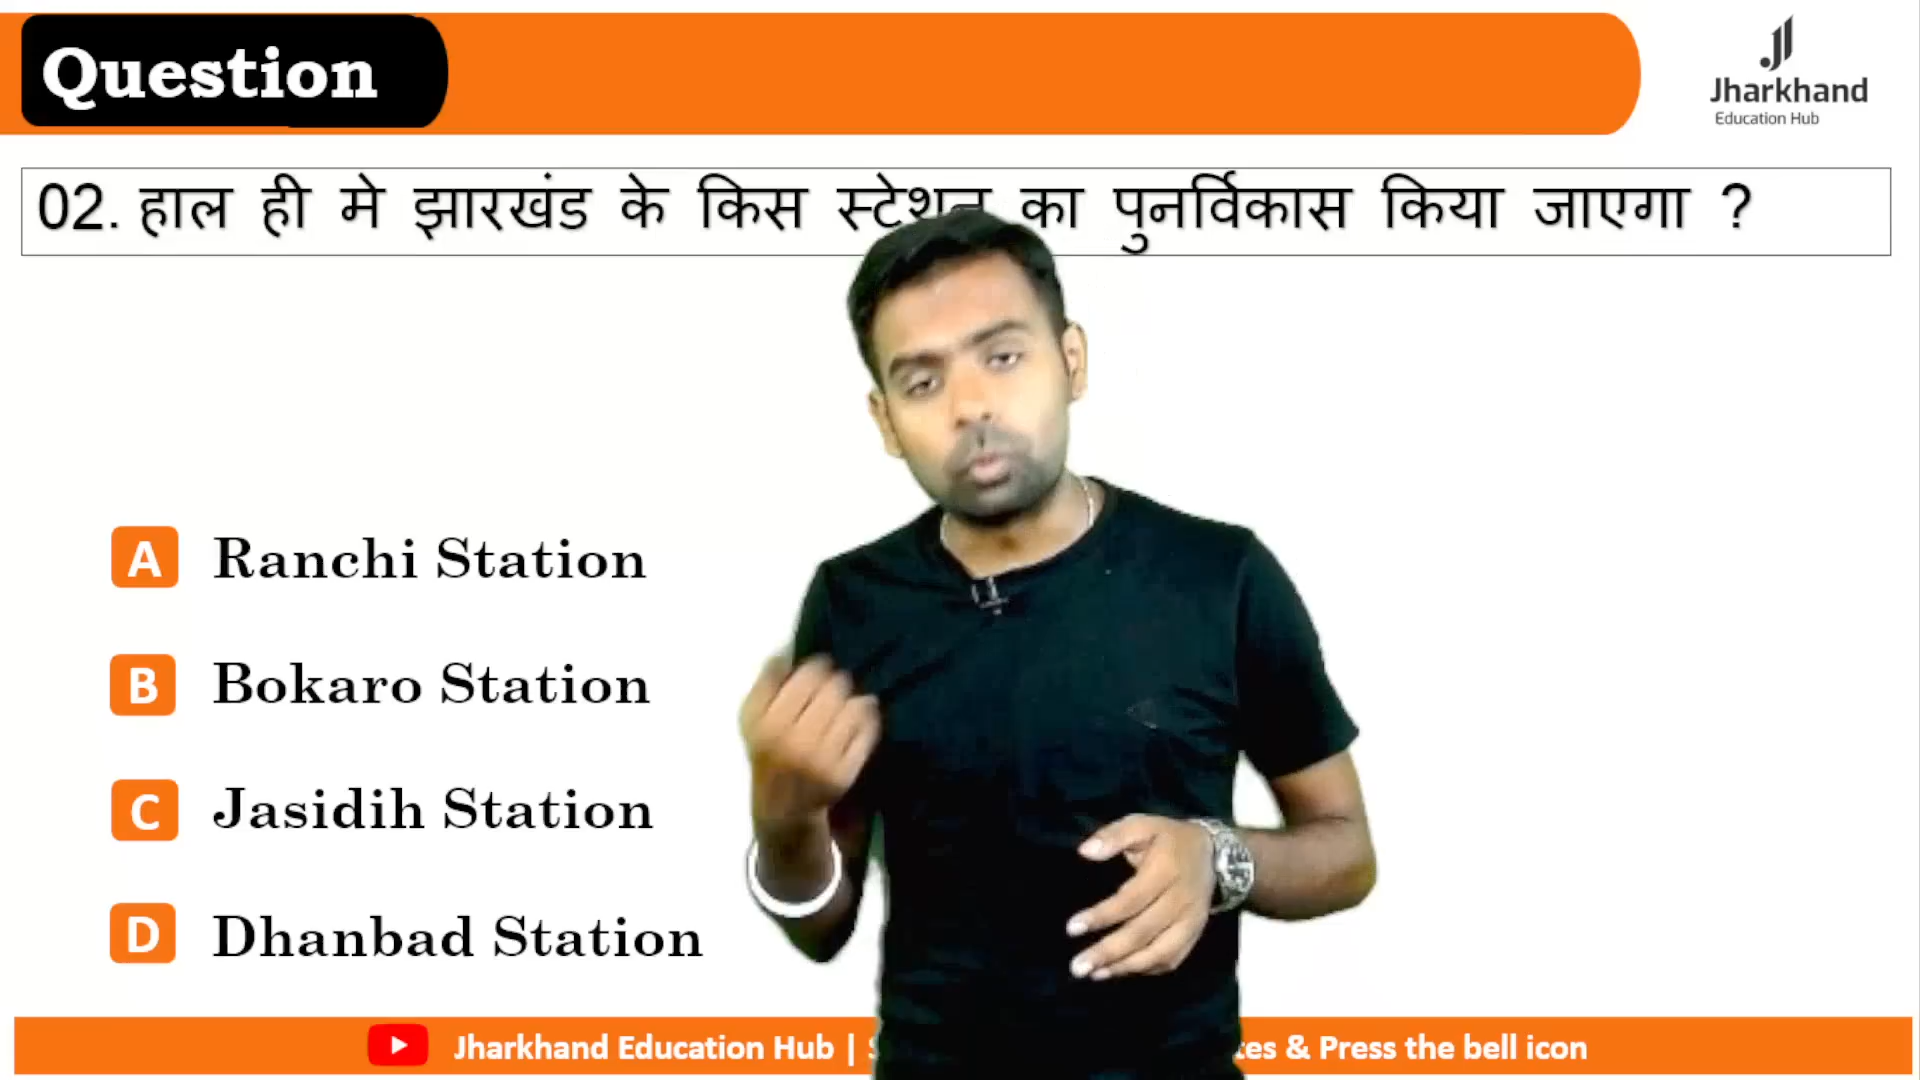 Question
Jharkhand
Education Hub
02. हाल ही मे झारखंड के किस स्टेशन का पुनर्विकास किया जाएगा ?
A Ranchi Station
B Bokaro Station
C Jasidih Station
D Dhanbad Station
Jharkhand Education Hub | & Press the bell icon